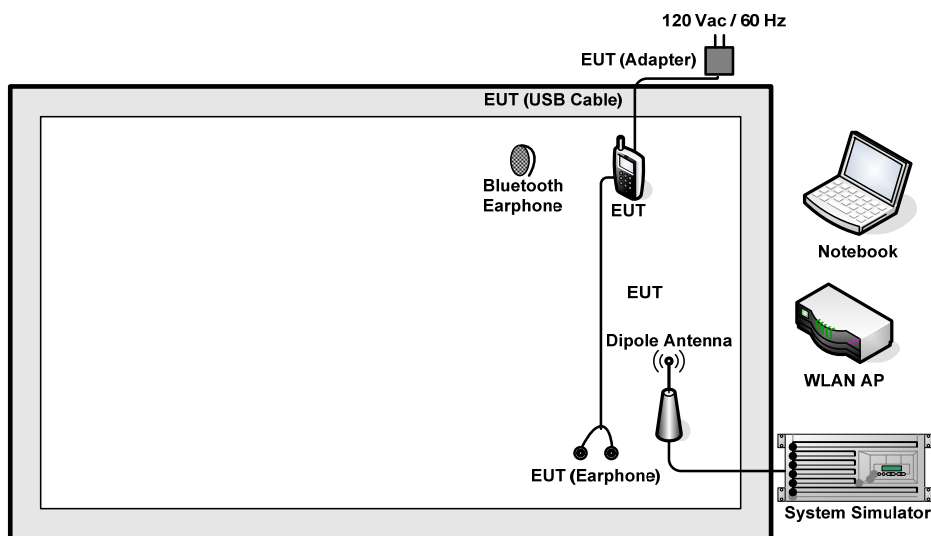 120 Vac / 60 Hz
EUT (Adapter)
EUT (USB Cable)
Bluetooth
Earphone
EUT
Notebook
EUT
Dipole Antenna
WLAN AP
EUT (Earphone)
System Simulator